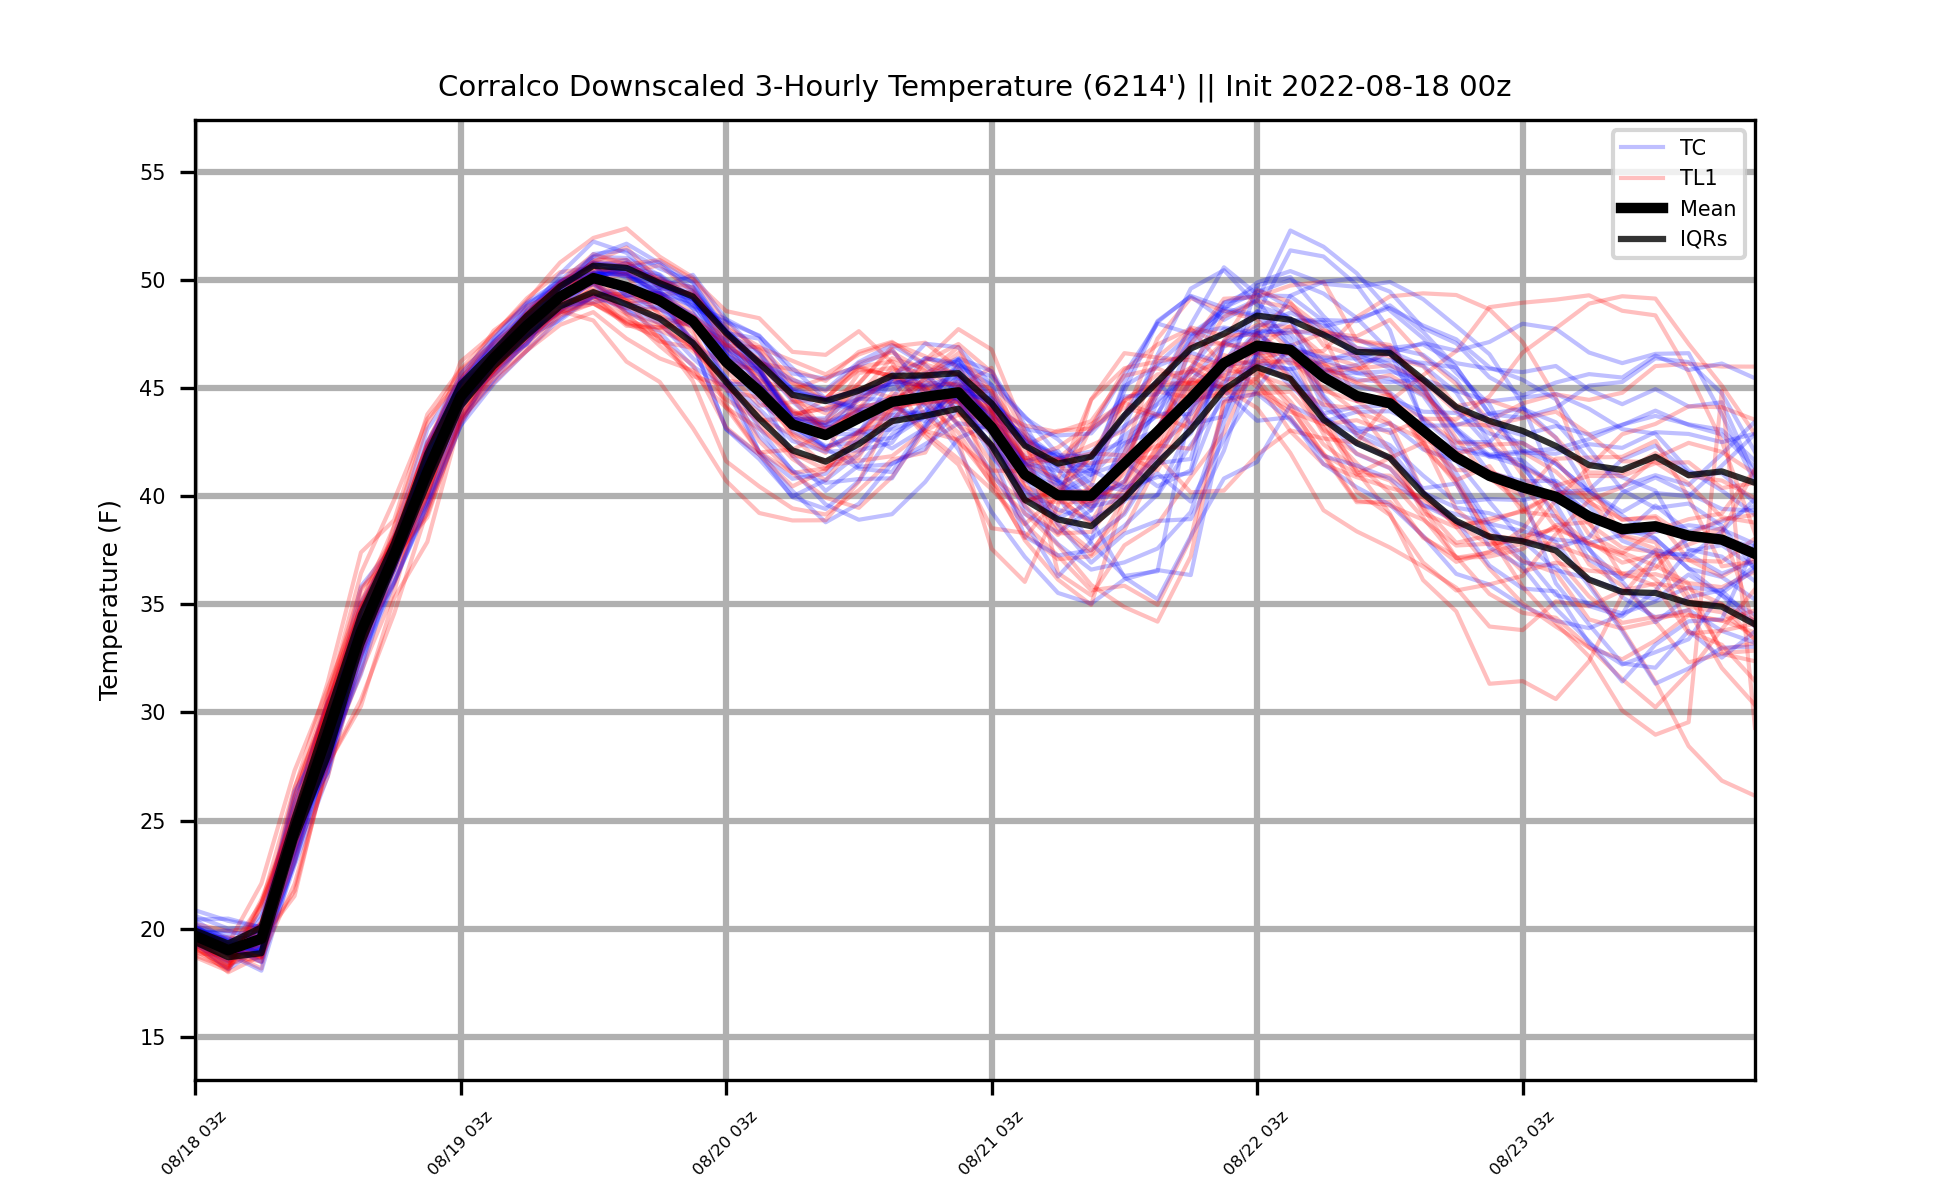 Corralco Downscaled 3-Hourly Temperature (6214') || Init 2022-08-18 00z
TC
TL1
Mean
IQRs
Temperature (F)
55
50
45
40
35
30
25
20
15
08/18 03z
08/19 03z
08/20 03z
08/21 03z
08/22 03z
08/23 03z